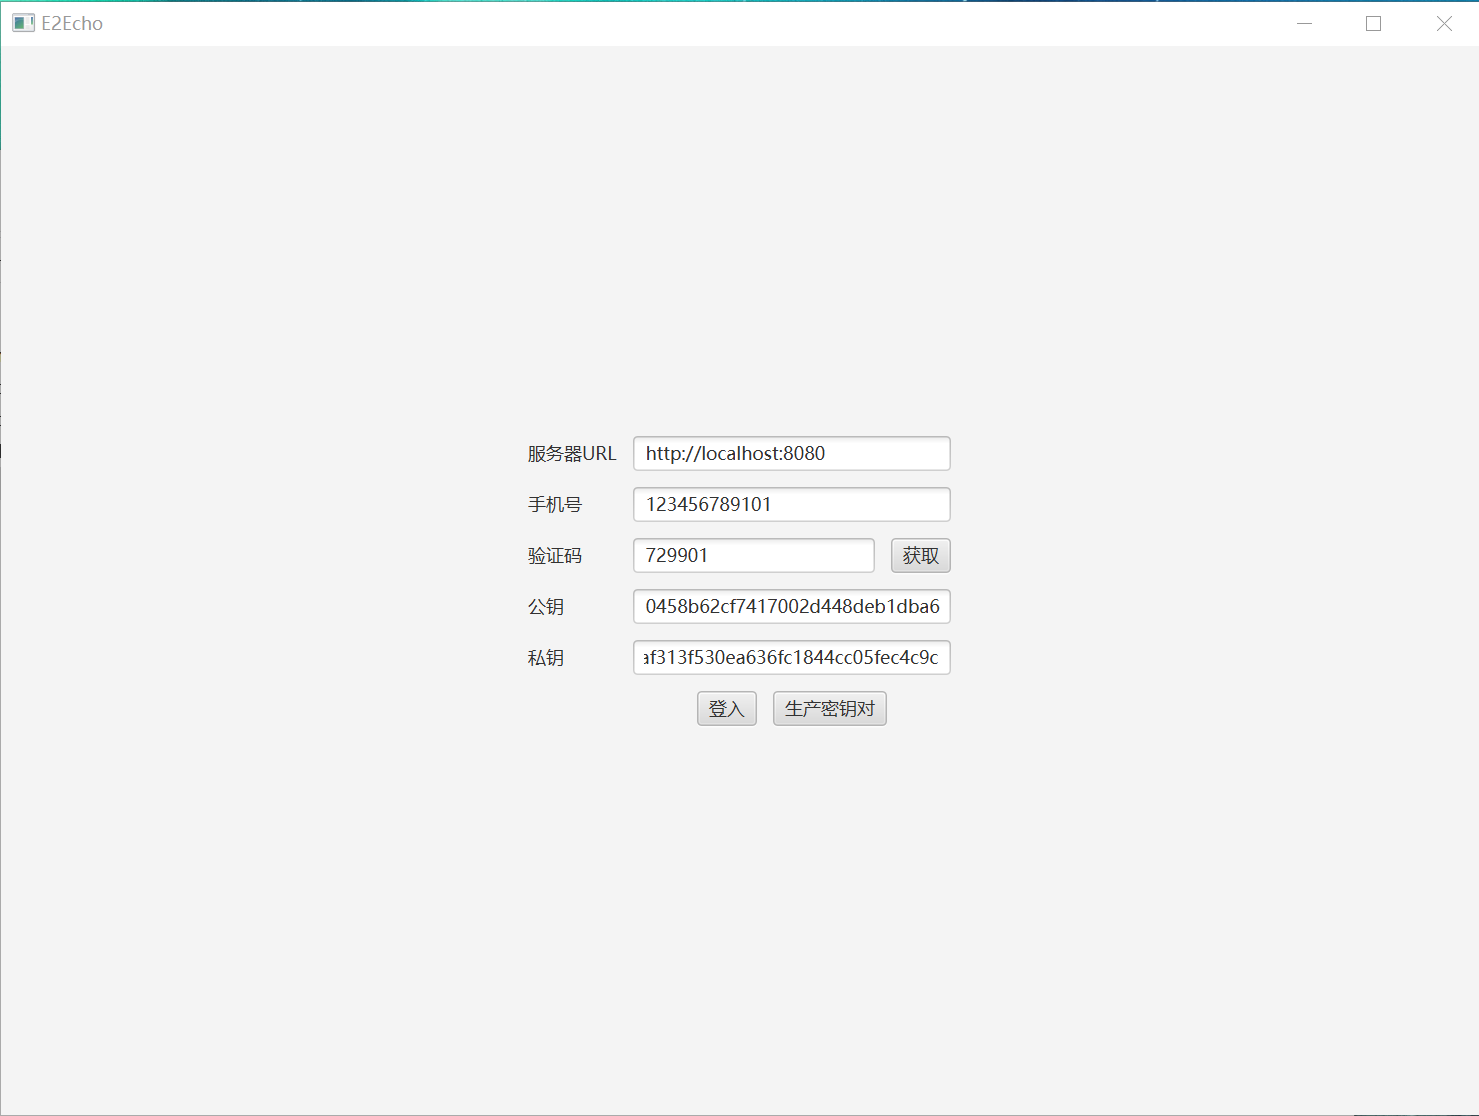 E2Echo
服务器URL http://localhost:8080
手机号 123456789101
验证码 729901 获取
公钥 0458b62cf7417002d448deb1dba6
私钥 af313f530ea636fc1844cc05fec4c9c
登入 生产密钥对